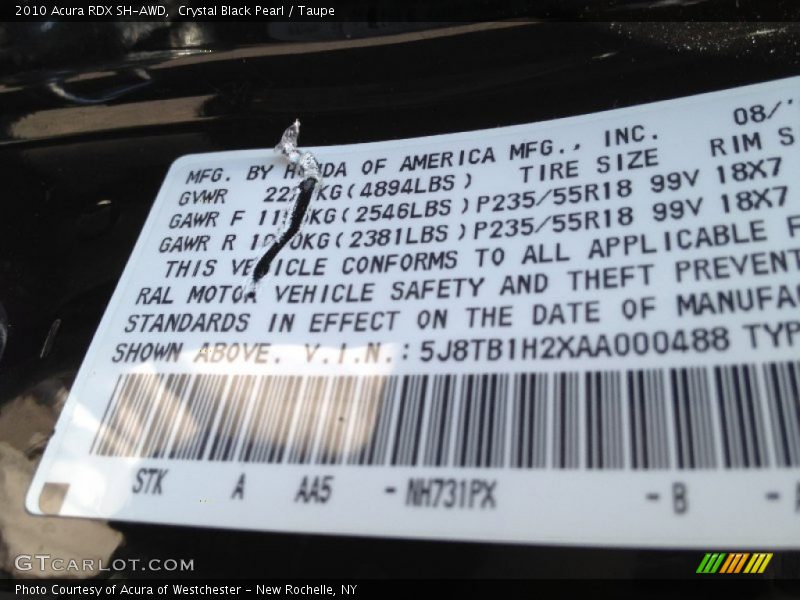 2010 Acura RDX SH-AWD,  Crystal Black Pearl / Taupe
08/'
MFG. BY HONDA OF AMERICA MFG., INC.
GVWR KG(4894LBS) TIRE SIZE RIM S
GAWR F KG(2546LBS)P235/55R18 99V 18X7
GAWR R KG(2381LBS)P235/55R18 99V 18X7
THIS VEHICLE CONFORMS TO ALL APPLICABLE F
RAL MOTOR VEHICLE SAFETY AND THEFT PREVENT
STANDARDS IN EFFECT ON THE DATE OF MANUFA
SHOWN ABOVE. V.I.N.: 5J8TB1H2XAA000488 TYP
STK A AA5 -NH731PX -B -
GTCARLOT.COM
Photo Courtesy of Acura of Westchester - New Rochelle, NY